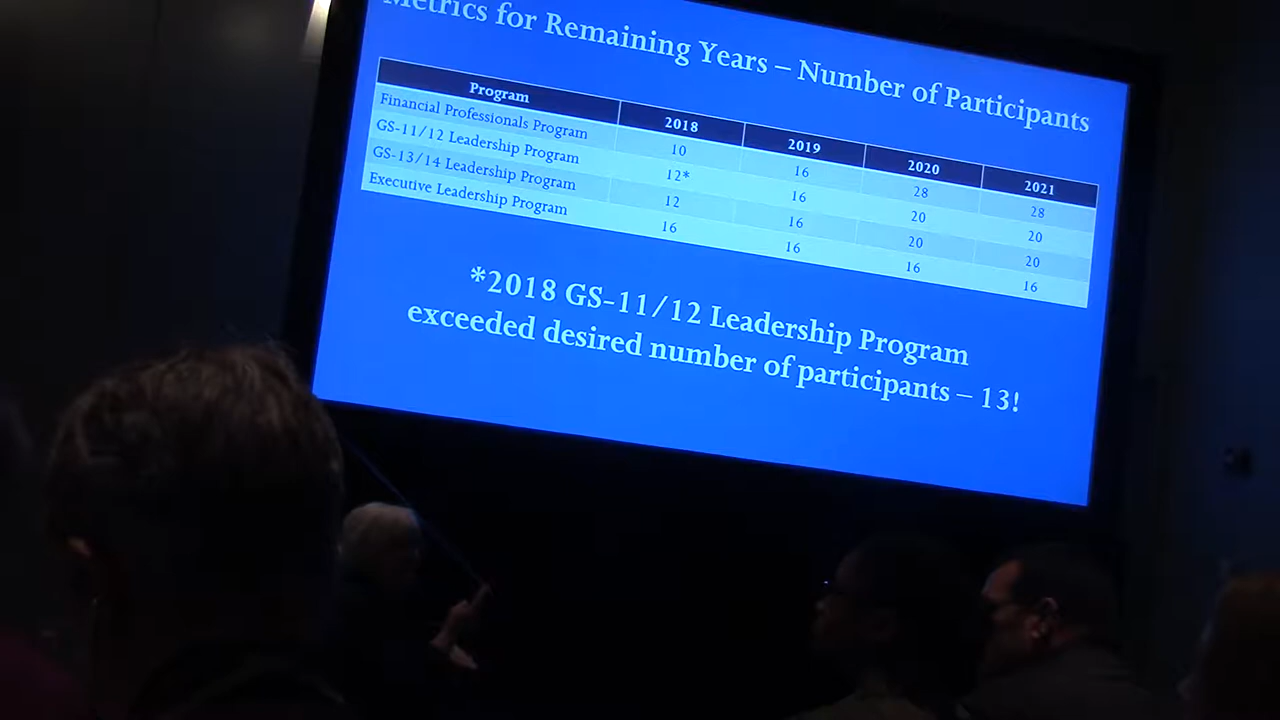 Metrics for Remaining Years – Number of Participants
Program 2018 2019 2020 2021
Financial Professionals Program 10 16 28 28
GS-11/12 Leadership Program 12* 16 20 20
GS-13/14 Leadership Program 12 16 20 20
Executive Leadership Program 16 16 16 16
*2018 GS-11/12 Leadership Program
exceeded desired number of participants – 13!